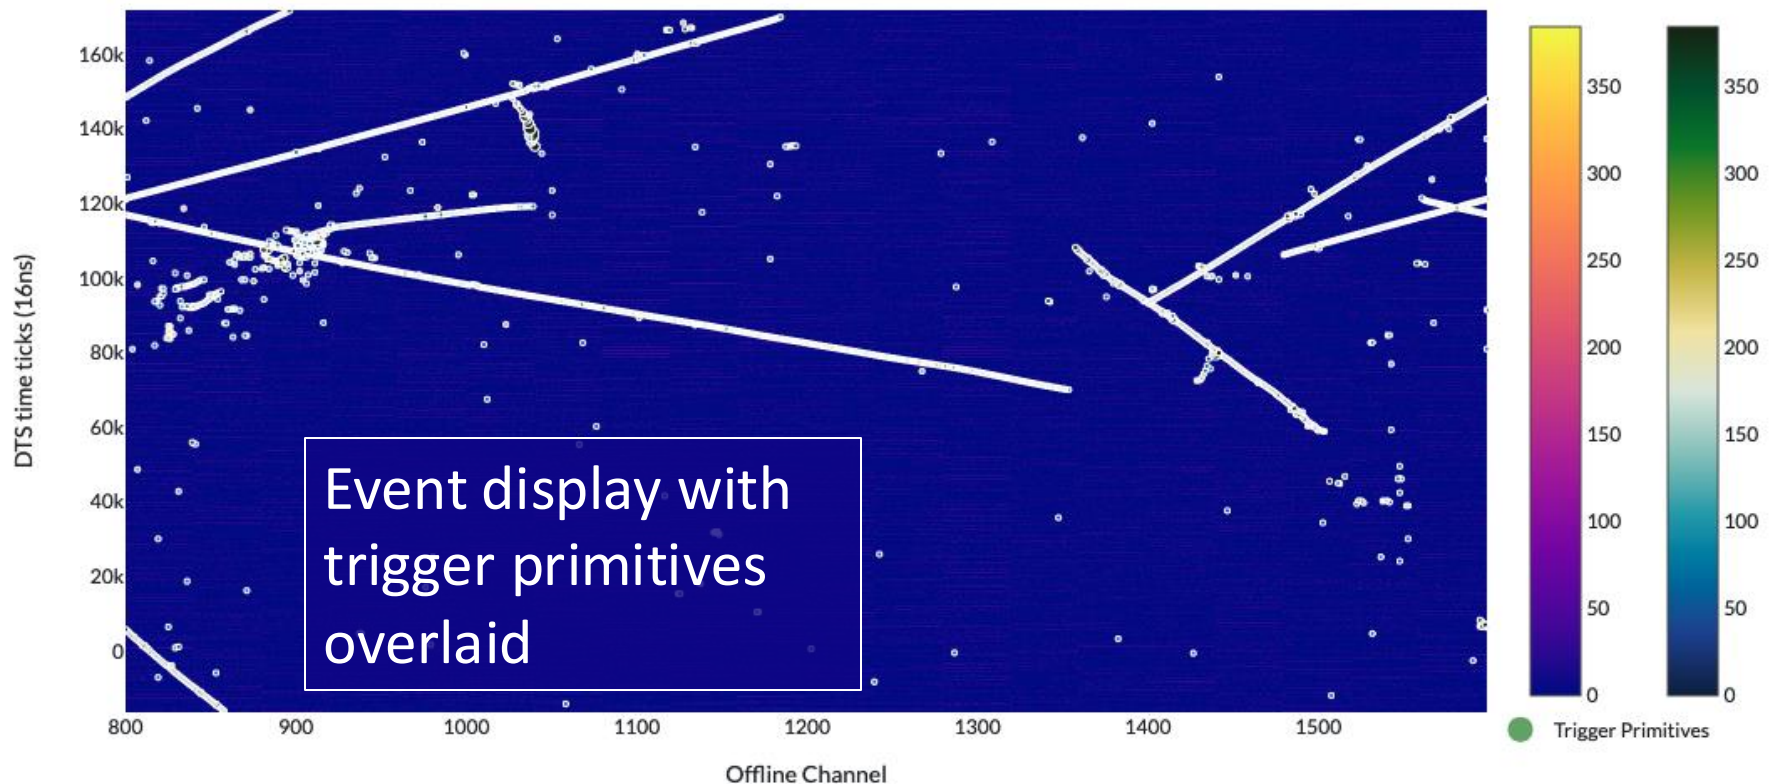 160k
140k
120k
100k
80k
60k
40k
20k
0
DTS time ticks (16ns)
800
900
1000
1100
1200
1300
1400
1500
Offline Channel
Event display with
trigger primitives
overlaid
350
300
250
200
150
100
50
0
350
300
250
200
150
100
50
0
Trigger Primitives